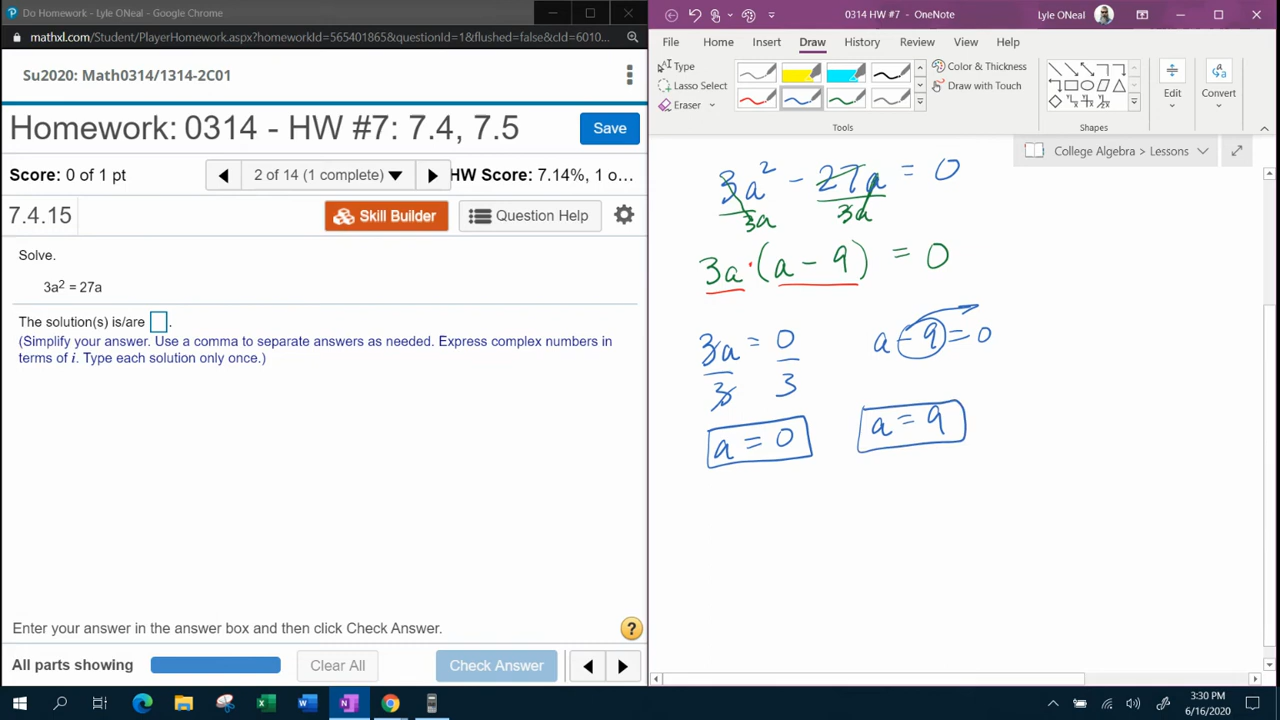 Do Homework - Lyle ONeal - Google Chrome
mathxl.com/Student/PlayerHomework.aspx?homeworkId=565401865&questionId=1&flushed=false&cId=6010...
Su2020: Math0314/1314-2C01
Homework: 0314 - HW #7: 7.4, 7.5
Save
Score: 0 of 1 pt
2 of 14 (1 complete)
HW Score: 7.14%, 1 o...
7.4.15
Skill Builder
Question Help
Solve.
3a² = 27a
The solution(s) is/are
(Simplify your answer. Use a comma to separate answers as needed. Express complex numbers in
terms of i. Type each solution only once.)
Enter your answer in the answer box and then click Check Answer.
?
All parts showing
Clear All
Check Answer
0314 HW #7 - OneNote
Lyle ONeal
File Home Insert Draw History Review View Help
Type
Lasso Select
Eraser
Color & Thickness
Draw with Touch
Edit
Convert
Tools
Shapes
College Algebra > Lessons
3a² - 27a = 0
3a 3a
3a·(a - 9) = 0
3a = 0 a - 9 = 0
3 3
a = 0 a = 9
3:30 PM
6/16/2020